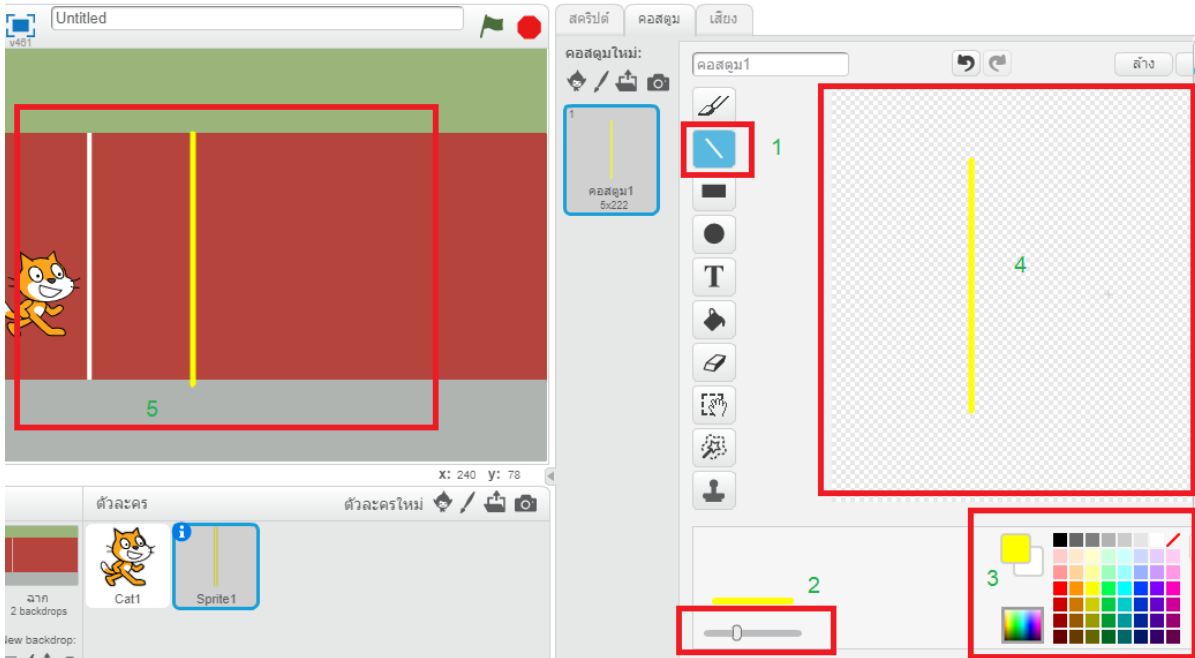 Untitled
v461
สคริปต์
คอสตูม
เสียง
คอสตูมใหม่:
1
คอสตูม1
5x222
คอสตูม1
ล้าง
1
T
4
5
X: 240 y: 78
ตัวละคร
ตัวละครใหม่
ฉาก
2 backdrops
New backdrop:
Cat1
Sprite1
2
3